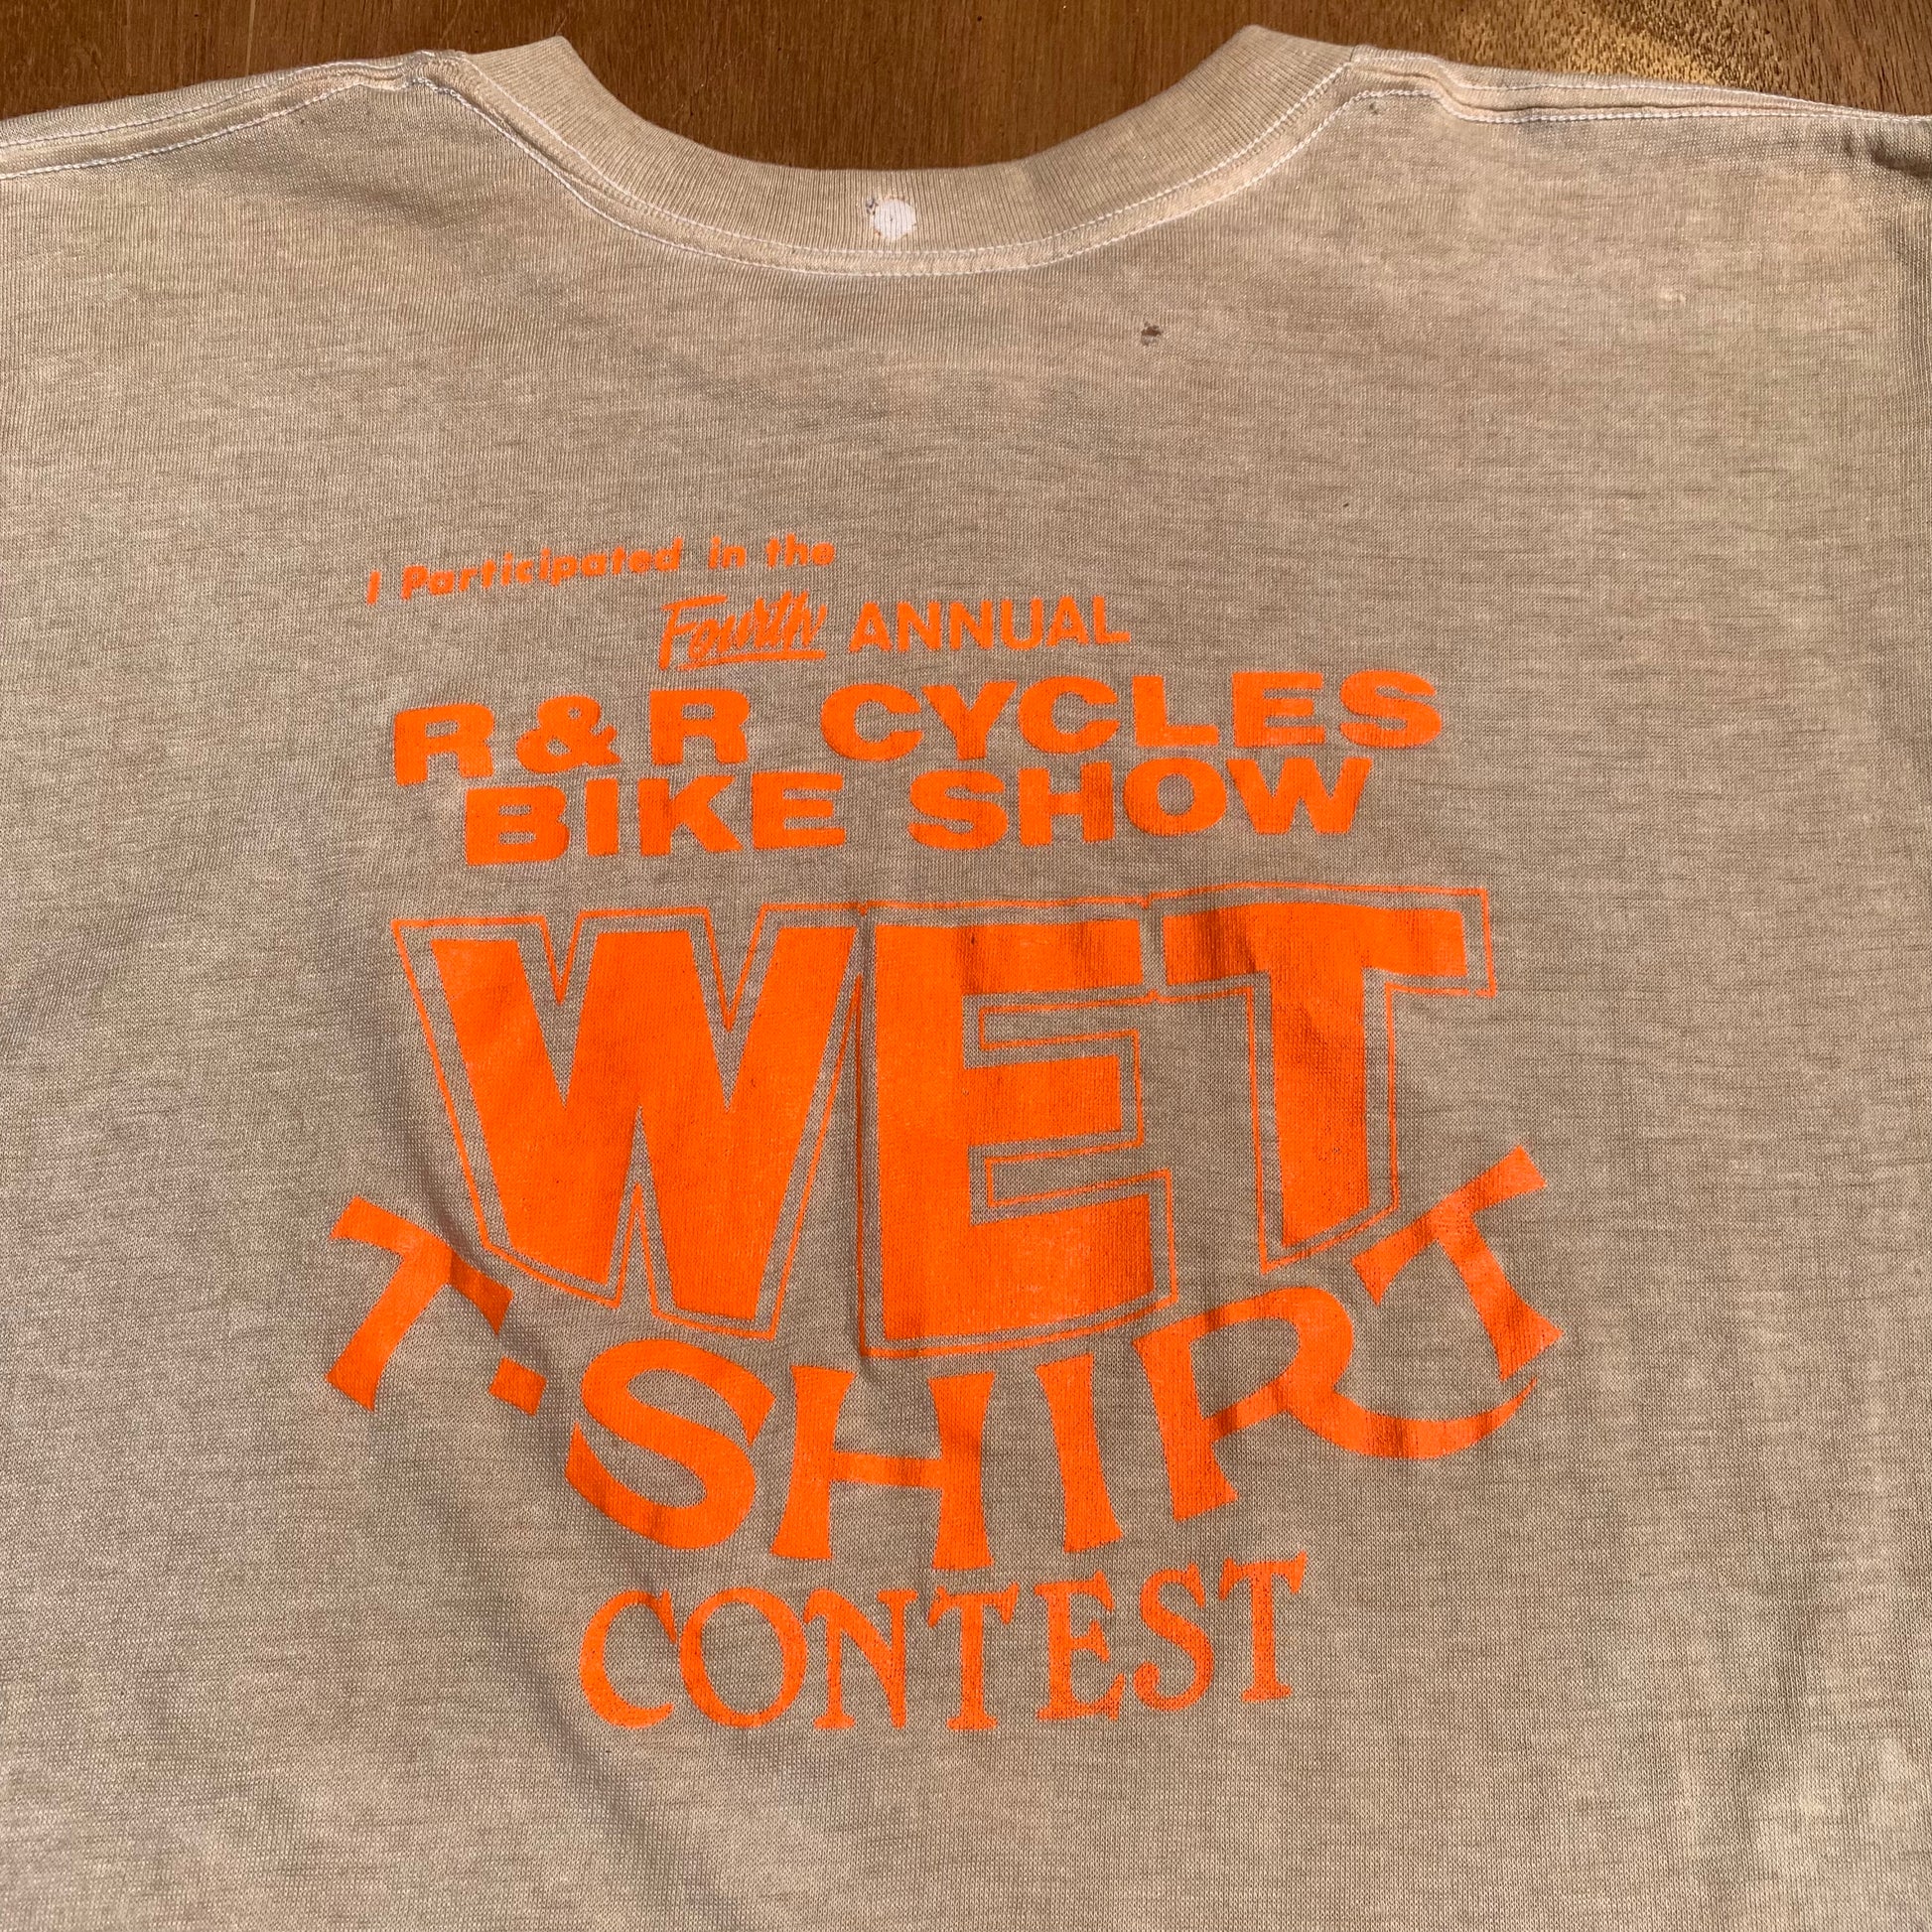 I Participated in the
Fourth ANNUAL
R&R CYCLES
BIKE SHOW
WET
T-SHIRT
CONTEST